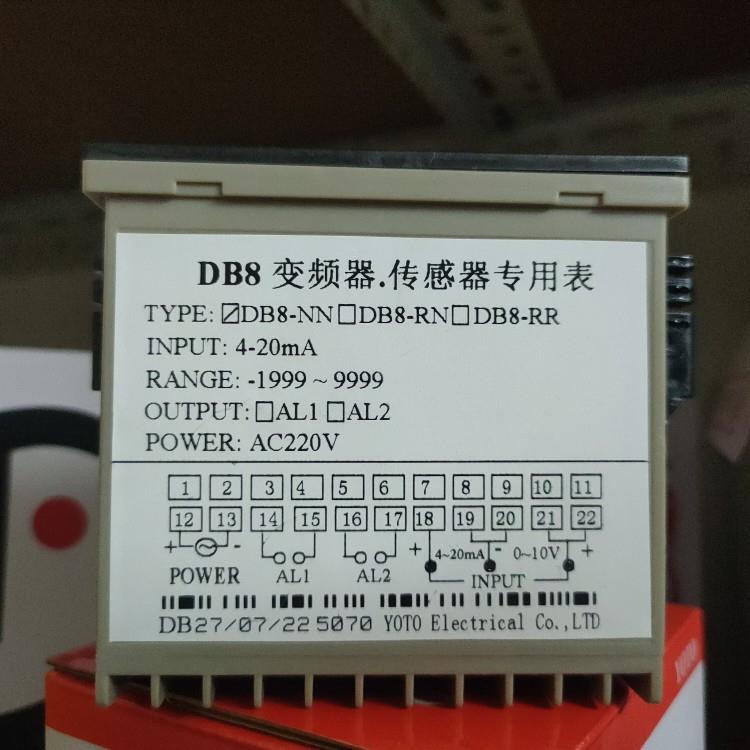 DB8 变频器.传感器专用表
TYPE: ☑DB8-NN☐DB8-RN☐DB8-RR
INPUT: 4-20mA
RANGE: -1999 ~ 9999
OUTPUT: ☐AL1 ☐AL2
POWER: AC220V
1 2 3 4 5 6 7 8 9 10 11
12 13 14 15 16 17 18 19 20 21 22
+ - + 4~20mA - 0~10V +
POWER AL1 AL2 INPUT
DB27/07/22 5070 YOTO Electrical Co.,LTD